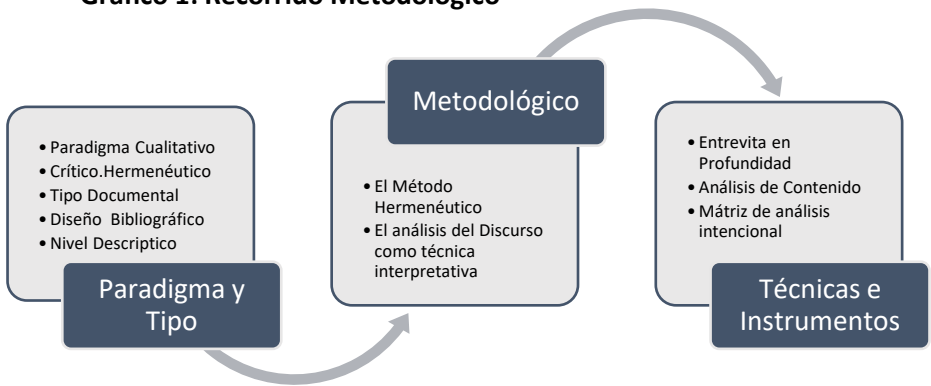 Gráfico 1. Recorrido Metodológico
• Paradigma Cualitativo
• Crítico.Hermenéutico
• Tipo Documental
• Diseño Bibliográfico
• Nivel Descriptico
Paradigma y
Tipo
Metodológico
• El Método
Hermenéutico
• El análisis del Discurso
como técnica
interpretativa
• Entrevita en
Profundidad
• Análisis de Contenido
• Mátriz de análisis
intencional
Técnicas e
Instrumentos